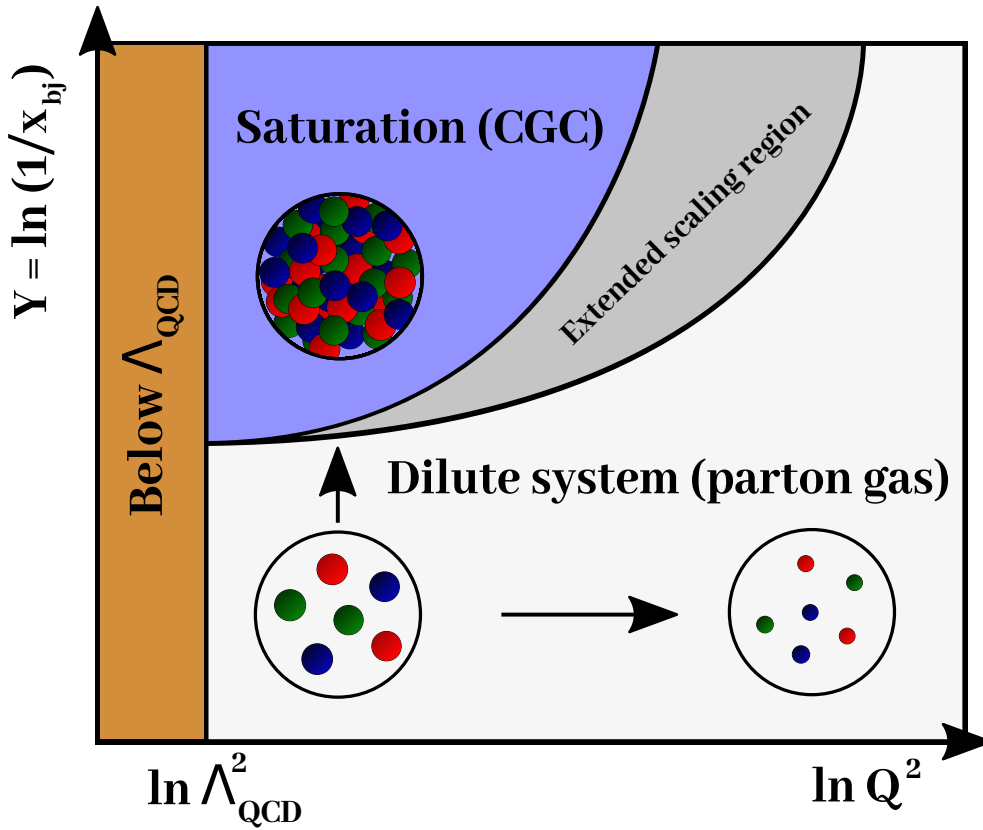 Y = ln (1/x_bj)
Saturation (CGC)
Extended scaling region
Below Λ_QCD
Dilute system (parton gas)
ln Λ²_QCD
ln Q²